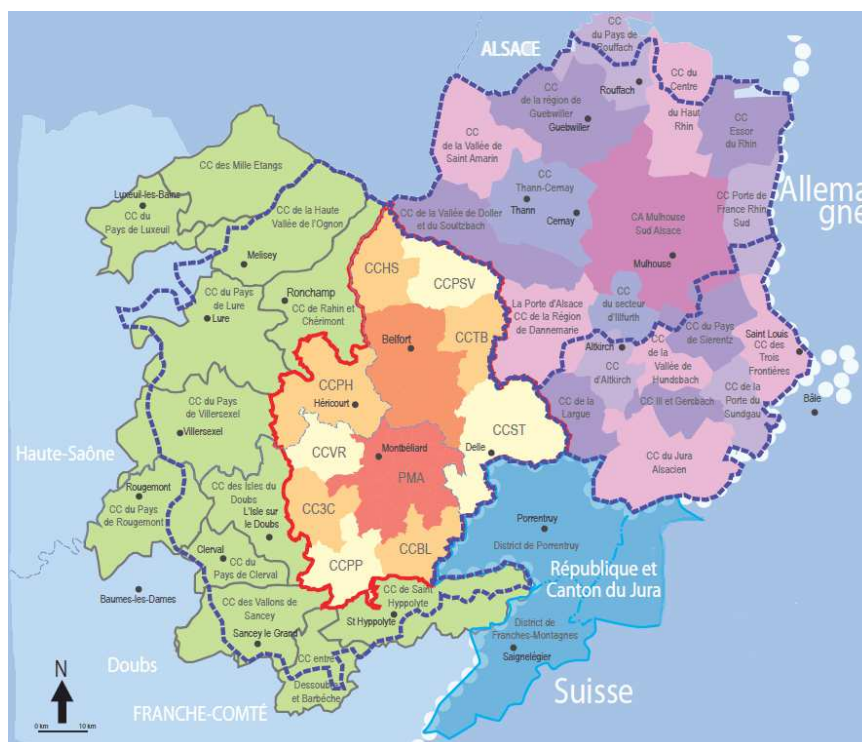 ALSACE
CC
du Pays de
Rouffach
Rouffach
CC du
Centre
du Haut
Rhin
CC
de la région de
Guebwiller
Guebwiller
CC
Essor
du Rhin
CC
de la Vallée de
Saint Amarin
CC
Thann-Cernay
Thann
Cernay
CC des Mille Etangs
Luxeuil-les-Bains
CC du
Pays de Luxeuil
CC de la Haute
Vallée de l'Ognon
Melisey
CC de la Vallée de Doller
et du Soultzbach
CA Mulhouse
Sud Alsace
Mulhouse
CC Porte de
France Rhin
Sud
Allema
gne
CCHS
CCPSV
CC du Pays
de Lure
Lure
Ronchamp
CC de Rahin et
Chérimont
La Porte d'Alsace
CC de la Région
de Dannemarie
CC
du secteur
d'Illfurth
CC du Pays
de Sierentz
Saint Louis
CC des
Trois
Frontières
Belfort
CCTB
Altkirch
CC
d'Altkirch
CC
de la
Vallée de
Hundsbach
CCPH
Héricourt
CC de la
Largue
CC Ill et Gersbach
CC de la
Porte du
Sundgau
Bâle
CC du Pays
de Villersexel
Villersexel
CCVR
Montbéliard
PMA
CCST
Delle
CC du Jura
Alsacien
Haute-Saône
Rougemont
CC du Pays
de Rougemont
CC des Isles du
Doubs
L'Isle sur
le Doubs
CC3C
CCPP
CCBL
Porrentruy
District de Porrentruy
Clerval
CC du
Pays de Clerval
Baumes-les-Dames
République et
Canton du Jura
CC des Vallons de
Sancey
Sancey le Grand
CC de Saint
Hyppolyte
St Hyppolyte
District de
Franches-Montagnes
Saignelégier
CC entre
Dessoubre
et Barbèche
Doubs
Suisse
FRANCHE-COMTÉ
N
0 km 10 km